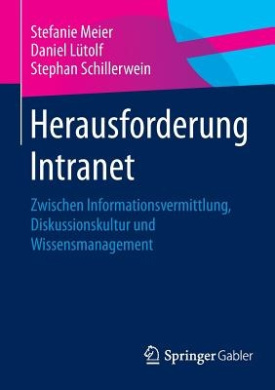 Stefanie Meier
Daniel Lütolf
Stephan Schillerwein
Herausforderung
Intranet
Zwischen Informationsvermittlung,
Diskussionskultur und
Wissensmanagement
Springer Gabler